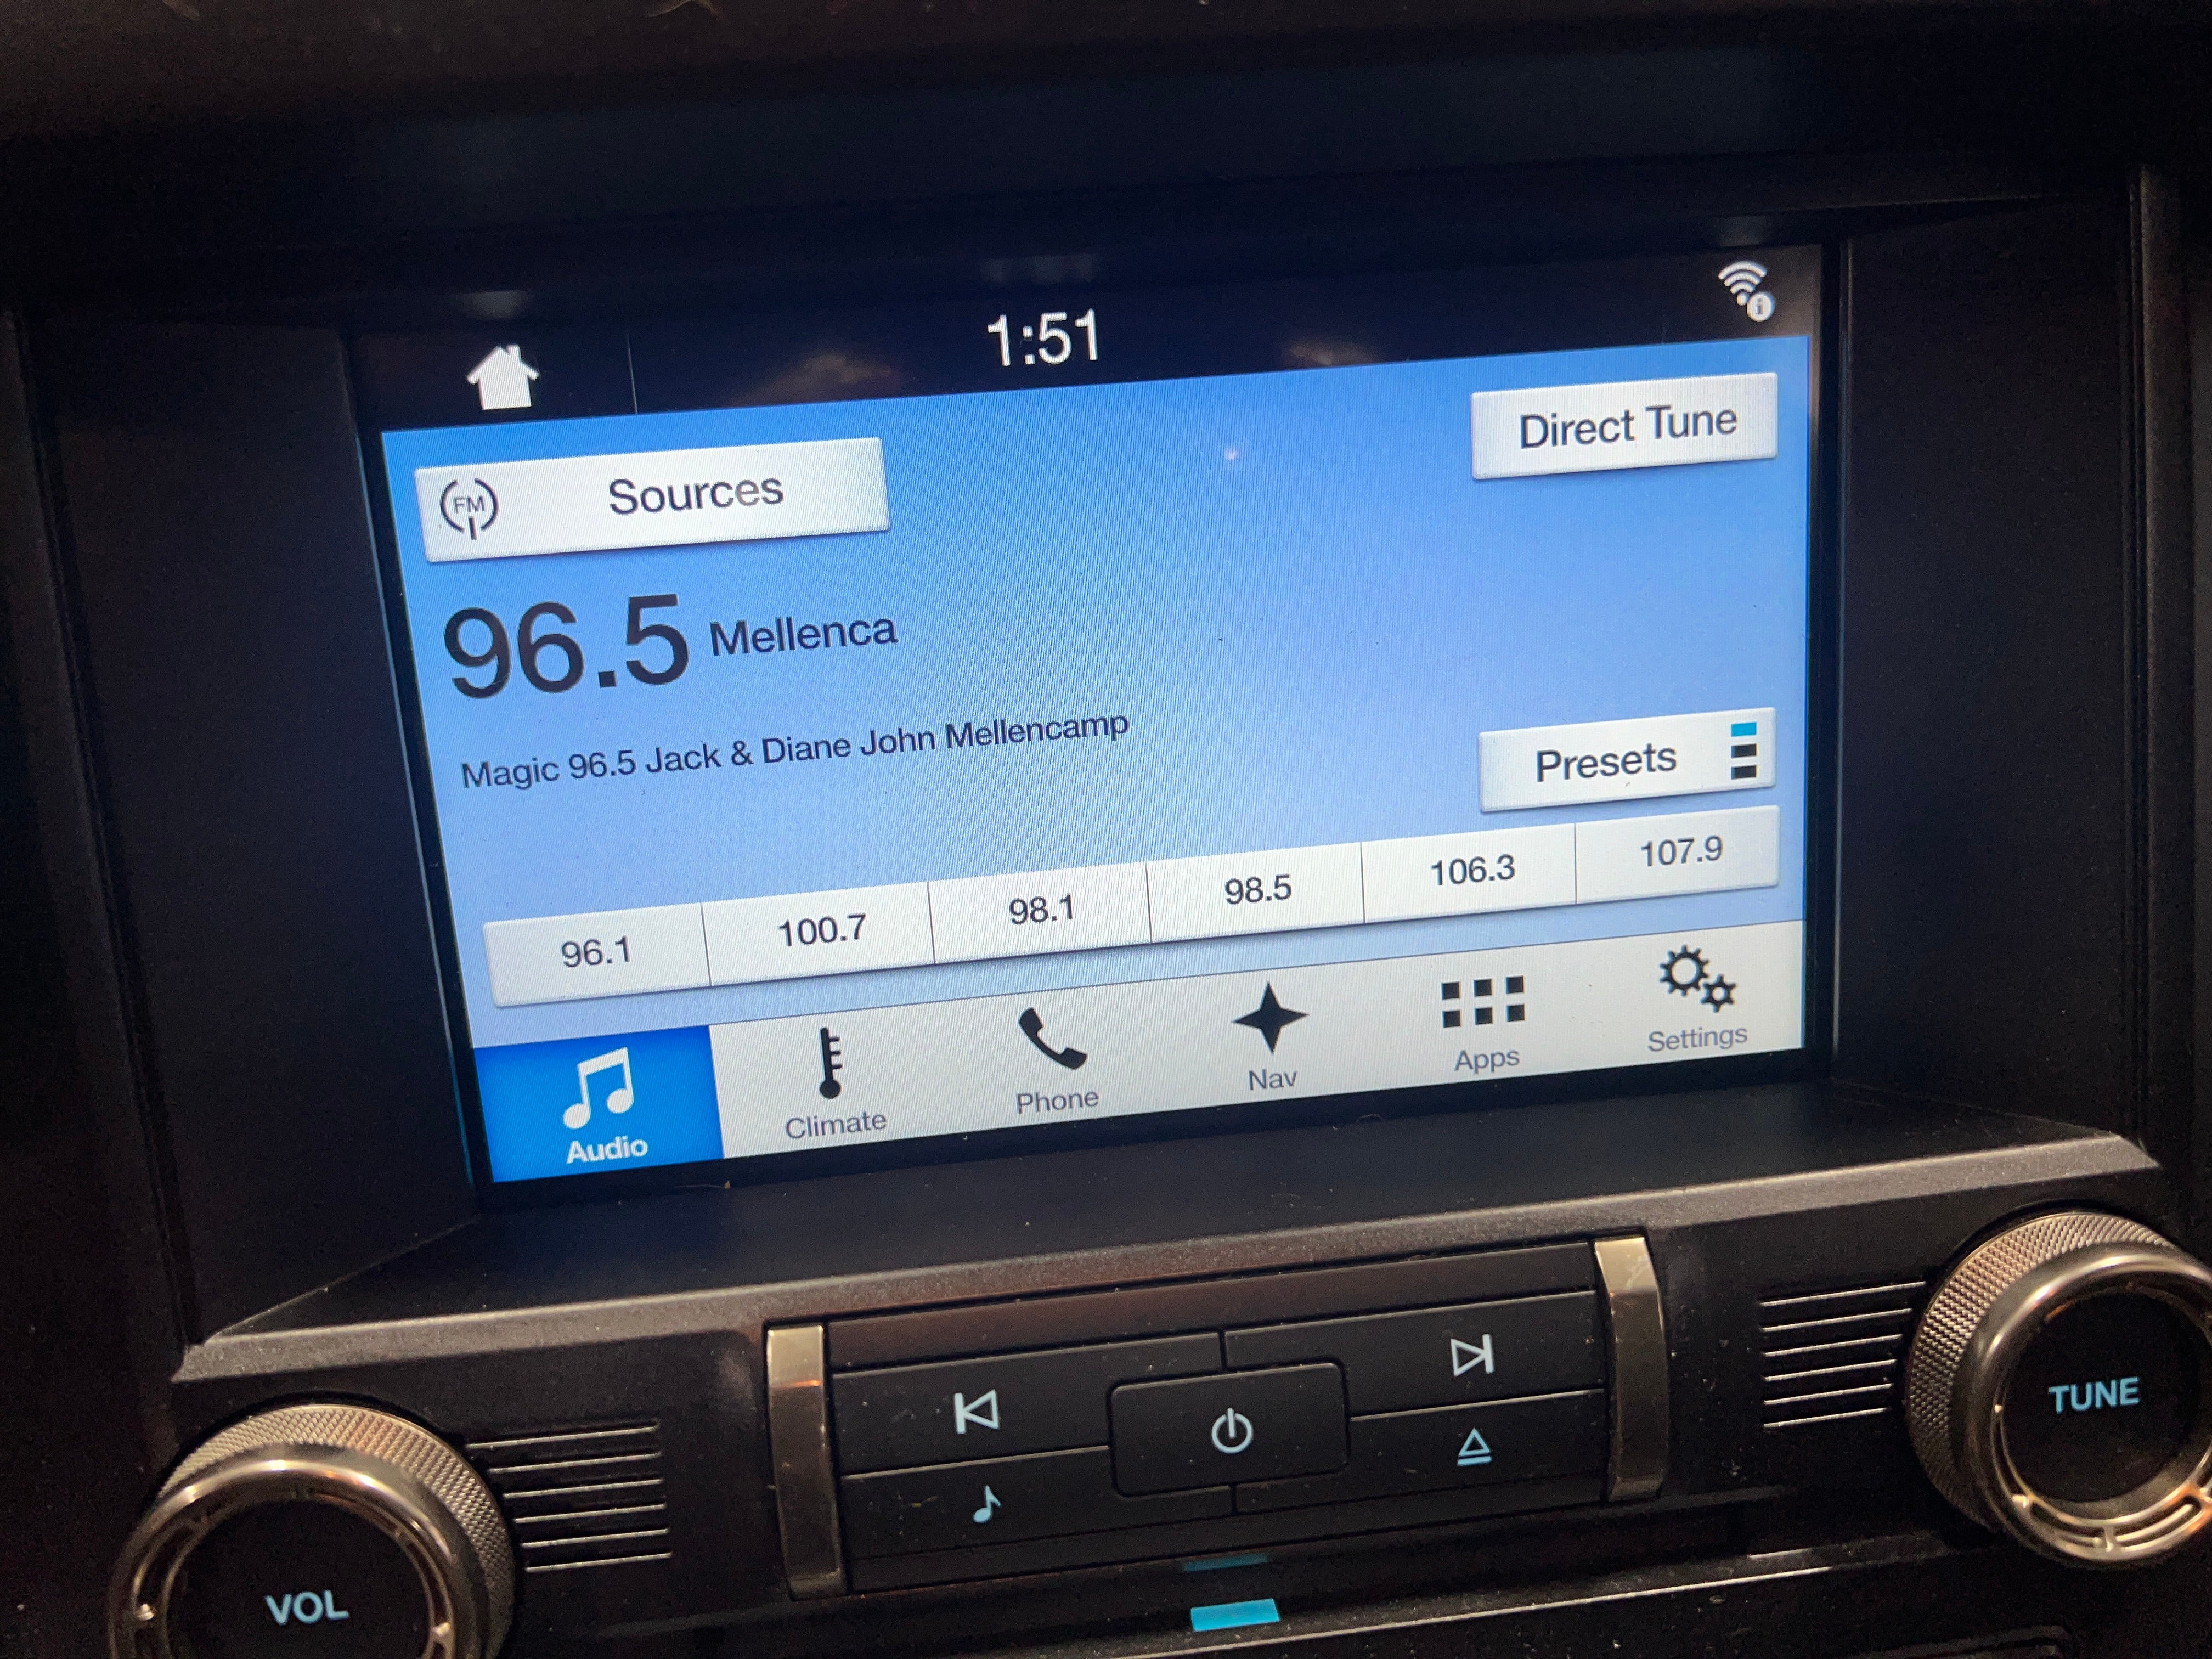 1:51
Direct Tune
FM Sources
96.5 Mellenca
Magic 96.5 Jack & Diane John Mellencamp
Presets
96.1 100.7 98.1 98.5 106.3 107.9
Audio Climate Phone Nav Apps Settings
VOL TUNE